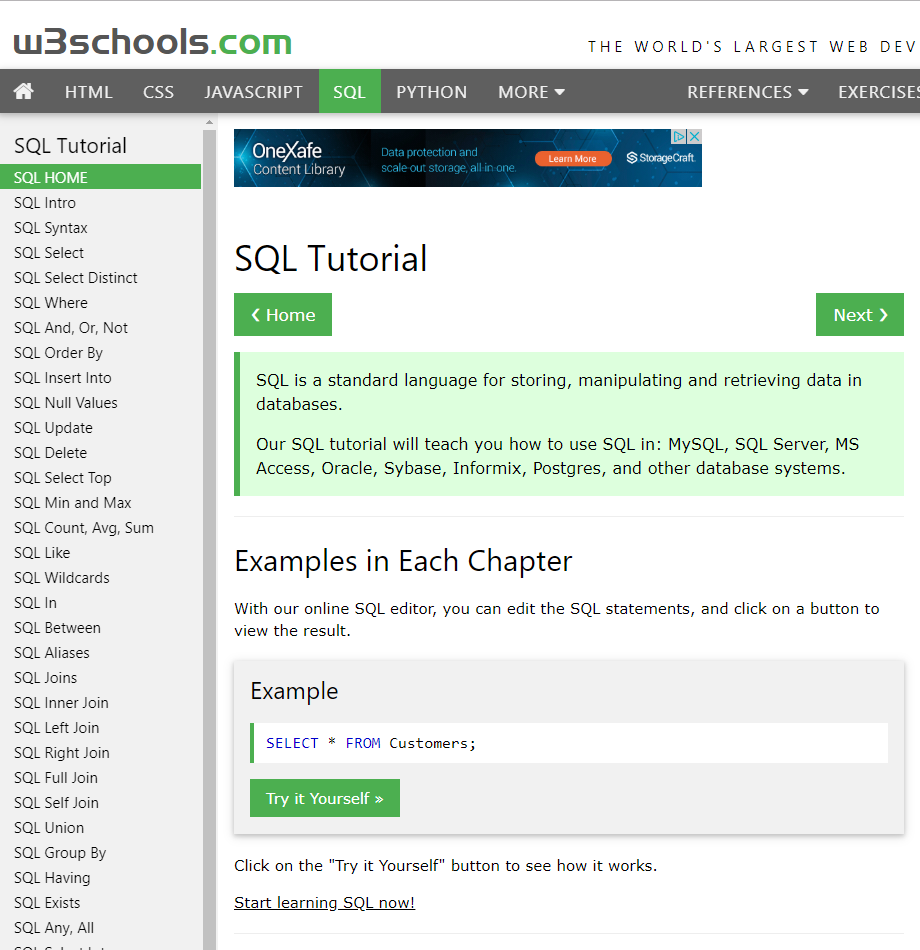 w3schools.com
THE WORLD'S LARGEST WEB DEV
HTML CSS JAVASCRIPT SQL PYTHON MORE REFERENCES EXERCISES
SQL Tutorial
SQL HOME
SQL Intro
SQL Syntax
SQL Select
SQL Select Distinct
SQL Where
SQL And, Or, Not
SQL Order By
SQL Insert Into
SQL Null Values
SQL Update
SQL Delete
SQL Select Top
SQL Min and Max
SQL Count, Avg, Sum
SQL Like
SQL Wildcards
SQL In
SQL Between
SQL Aliases
SQL Joins
SQL Inner Join
SQL Left Join
SQL Right Join
SQL Full Join
SQL Self Join
SQL Union
SQL Group By
SQL Having
SQL Exists
SQL Any, All
OneXafe
Content Library
Data protection and
scale-out storage, all-in-one.
Learn More
StorageCraft
SQL Tutorial
❮ Home
Next ❯
SQL is a standard language for storing, manipulating and retrieving data in
databases.
Our SQL tutorial will teach you how to use SQL in: MySQL, SQL Server, MS
Access, Oracle, Sybase, Informix, Postgres, and other database systems.
Examples in Each Chapter
With our online SQL editor, you can edit the SQL statements, and click on a button to
view the result.
Example
SELECT * FROM Customers;
Try it Yourself »
Click on the "Try it Yourself" button to see how it works.
Start learning SQL now!